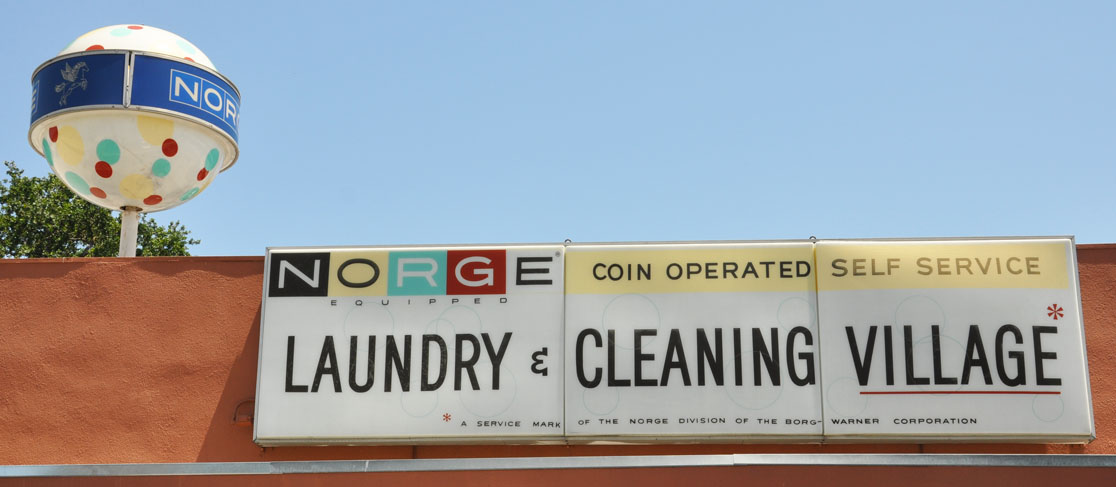 NOR
NORGE®
EQUIPPED
COIN OPERATED SELF SERVICE
LAUNDRY & CLEANING VILLAGE*
* A SERVICE MARK OF THE NORGE DIVISION OF THE BORG-WARNER CORPORATION